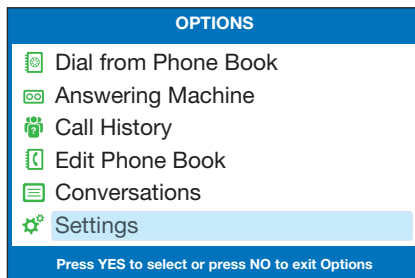 OPTIONS
Dial from Phone Book
Answering Machine
Call History
Edit Phone Book
Conversations
Settings
Press YES to select or press NO to exit Options